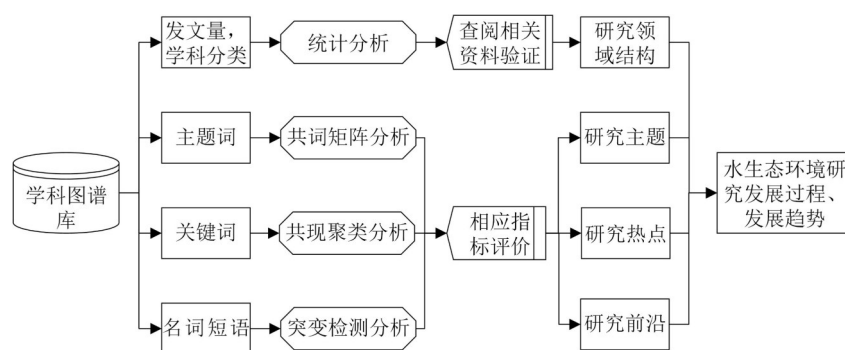 发文量，
学科分类
统计分析
查阅相关
资料验证
研究领
域结构
主题词
共词矩阵分析
研究主题
学科图谱
库
关键词
共现聚类分析
相应指
标评价
研究热点
水生态环境研
究发展过程、
发展趋势
名词短语
突变检测分析
研究前沿